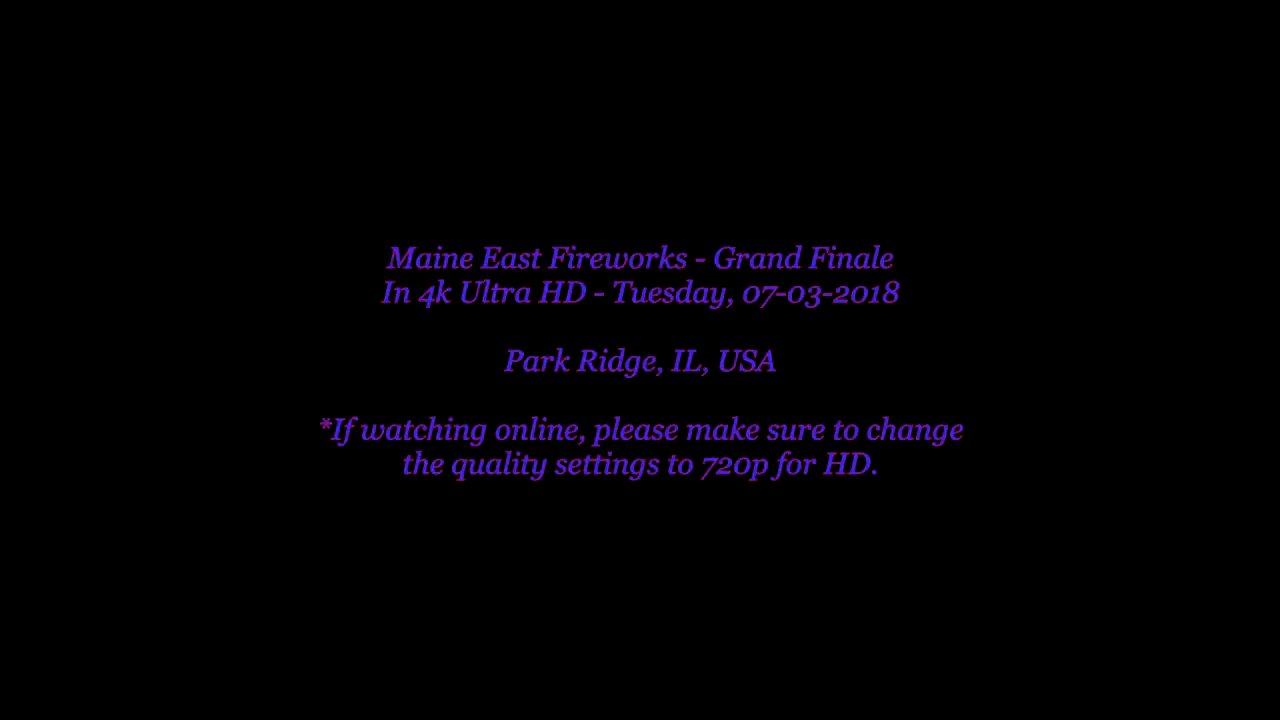 Maine East Fireworks - Grand Finale
In 4k Ultra HD - Tuesday, 07-03-2018
Park Ridge, IL, USA
*If watching online, please make sure to change
the quality settings to 720p for HD.